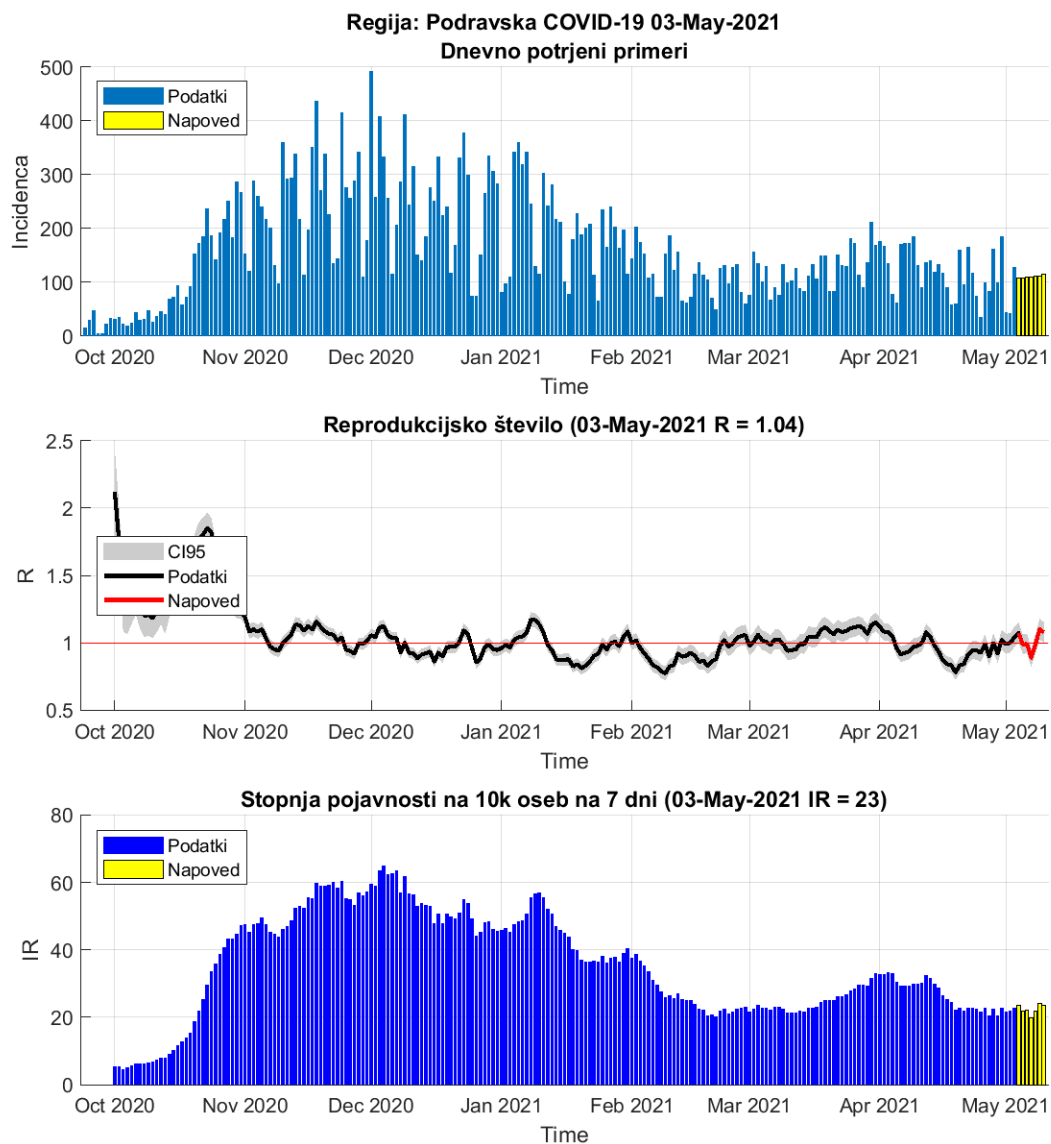 Regija: Podravska COVID-19 03-May-2021
Dnevno potrjeni primeri
500
400
300
200
100
0
Incidenca
Podatki
Napoved
Oct 2020 Nov 2020 Dec 2020 Jan 2021 Feb 2021 Mar 2021 Apr 2021 May 2021
Time
Reprodukcijsko število (03-May-2021 R = 1.04)
2.5
2
1.5
1
0.5
R
CI95
Podatki
Napoved
Oct 2020 Nov 2020 Dec 2020 Jan 2021 Feb 2021 Mar 2021 Apr 2021 May 2021
Time
Stopnja pojavnosti na 10k oseb na 7 dni (03-May-2021 IR = 23)
80
60
40
20
0
IR
Podatki
Napoved
Oct 2020 Nov 2020 Dec 2020 Jan 2021 Feb 2021 Mar 2021 Apr 2021 May 2021
Time